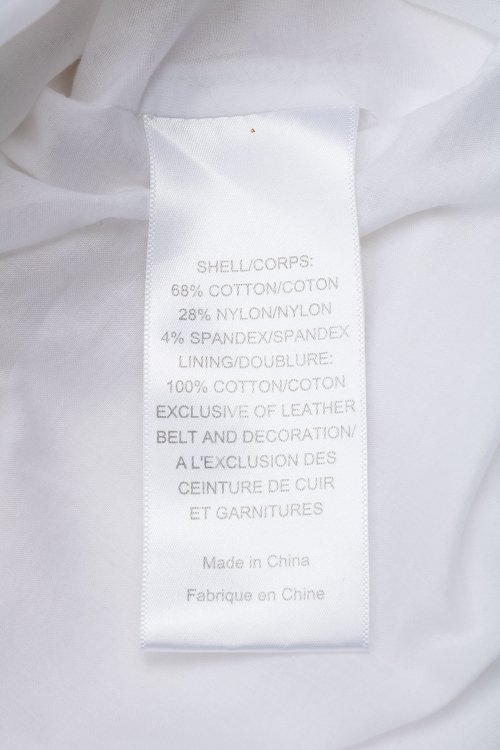 SHELL/CORPS:
68% COTTON/COTON
28% NYLON/NYLON
4% SPANDEX/SPANDEX
LINING/DOUBLURE:
100% COTTON/COTON
EXCLUSIVE OF LEATHER
BELT AND DECORATION/
A L'EXCLUSION DES
CEINTURE DE CUIR
ET GARNITURES
Made in China
Fabrique en Chine